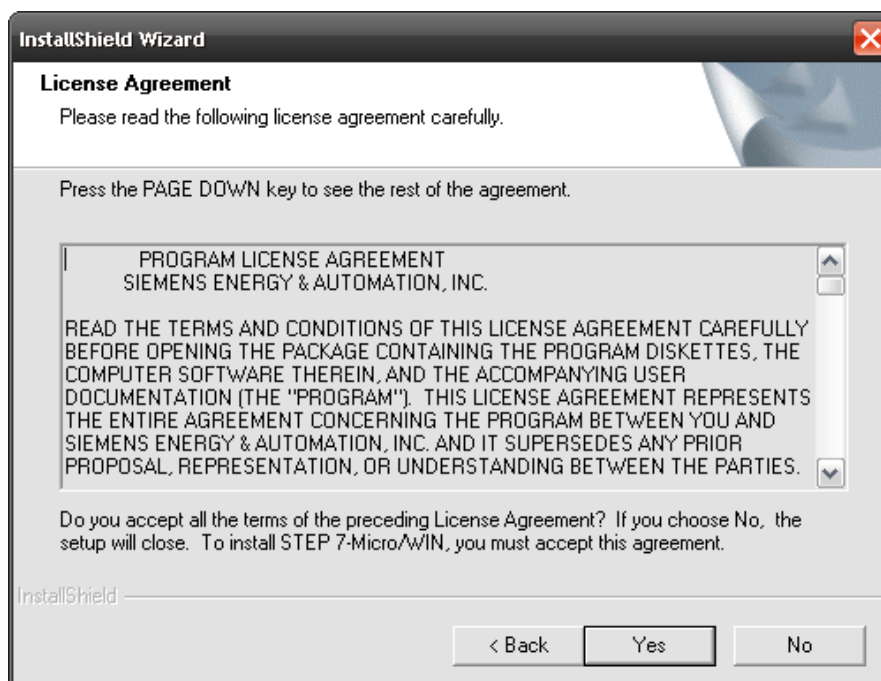 InstallShield Wizard
License Agreement
Please read the following license agreement carefully.
Press the PAGE DOWN key to see the rest of the agreement.
PROGRAM LICENSE AGREEMENT
SIEMENS ENERGY & AUTOMATION, INC.
READ THE TERMS AND CONDITIONS OF THIS LICENSE AGREEMENT CAREFULLY
BEFORE OPENING THE PACKAGE CONTAINING THE PROGRAM DISKETTES, THE
COMPUTER SOFTWARE THEREIN, AND THE ACCOMPANYING USER
DOCUMENTATION (THE "PROGRAM").  THIS LICENSE AGREEMENT REPRESENTS
THE ENTIRE AGREEMENT CONCERNING THE PROGRAM BETWEEN YOU AND
SIEMENS ENERGY & AUTOMATION, INC. AND IT SUPERSEDES ANY PRIOR
PROPOSAL, REPRESENTATION, OR UNDERSTANDING BETWEEN THE PARTIES.
Do you accept all the terms of the preceding License Agreement?  If you choose No,  the
setup will close.  To install STEP 7-Micro/WIN, you must accept this agreement.
InstallShield
< Back Yes No